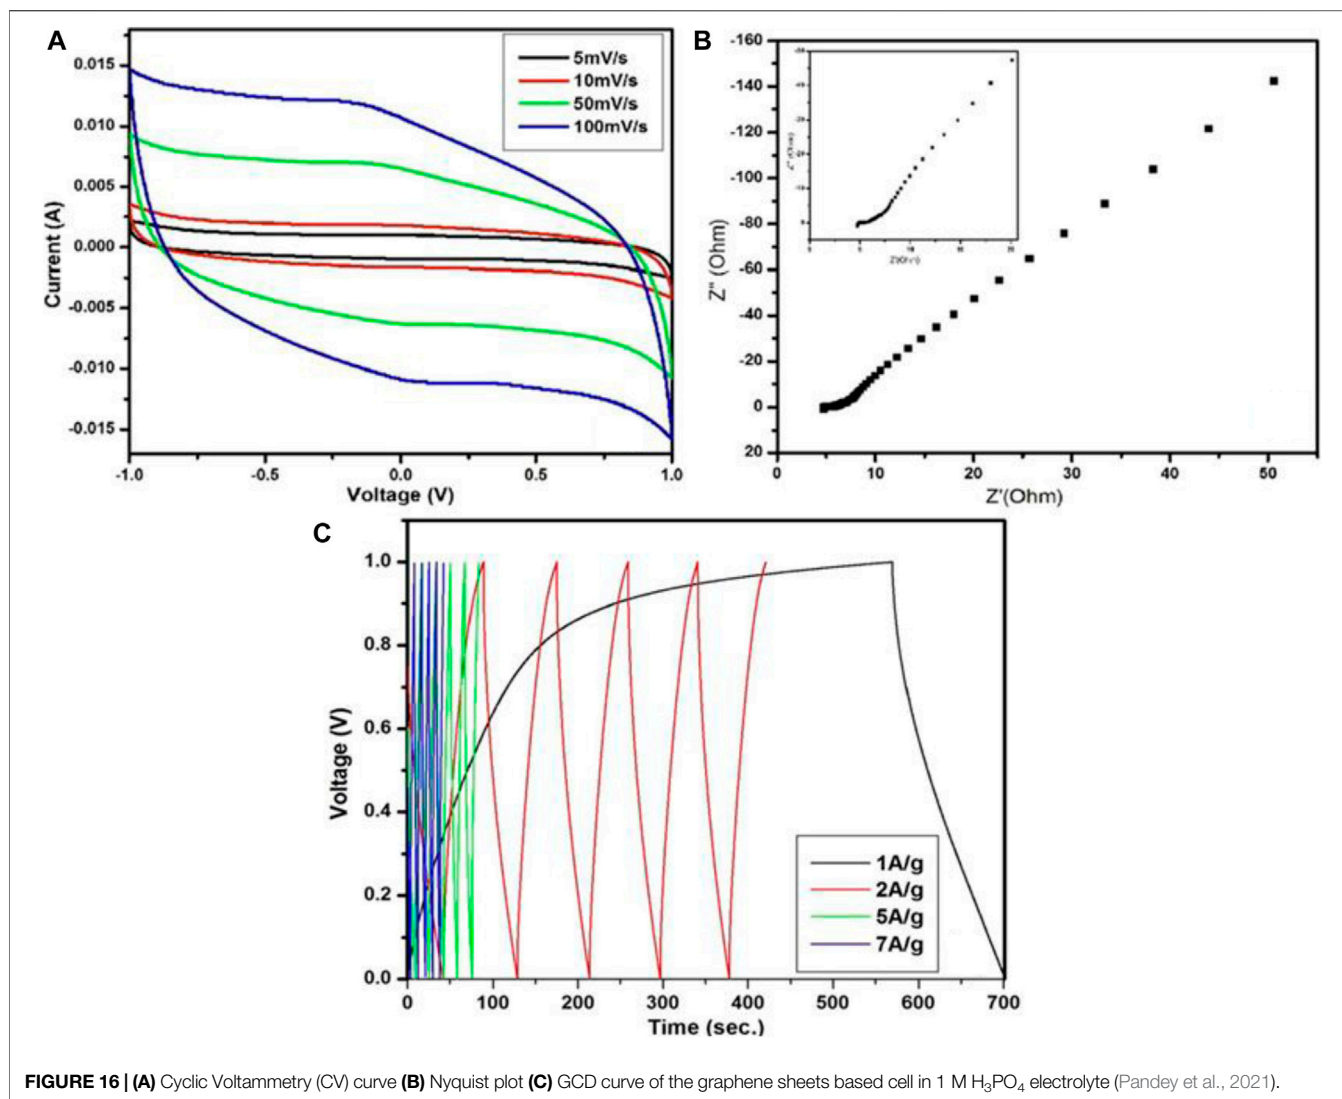 A
0.015
0.010
0.005
0.000
-0.005
-0.010
-0.015
Current (A)
5mV/s
10mV/s
50mV/s
100mV/s
-1.0
-0.5
0.0
0.5
1.0
Voltage (V)
B
-160
-140
-120
-100
-80
-60
-40
-20
0
20
Z'' (Ohm)
Z'(Ohm)
0
10
20
30
40
50
Z'(Ohm)
C
1.0
0.8
0.6
0.4
0.2
0.0
Voltage (V)
1A/g
2A/g
5A/g
7A/g
0
100
200
300
400
500
600
700
Time (sec.)
FIGURE 16 | (A) Cyclic Voltammetry (CV) curve (B) Nyquist plot (C) GCD curve of the graphene sheets based cell in 1 M H₃PO₄ electrolyte (Pandey et al., 2021).